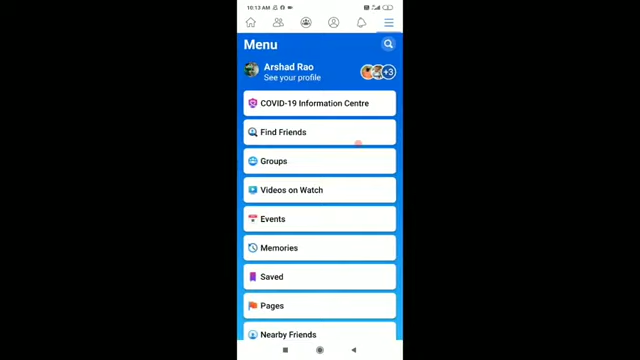 10:13 AM
Menu
Arshad Rao
See your profile
+3
COVID-19 Information Centre
Find Friends
Groups
Videos on Watch
Events
Memories
Saved
Pages
Nearby Friends